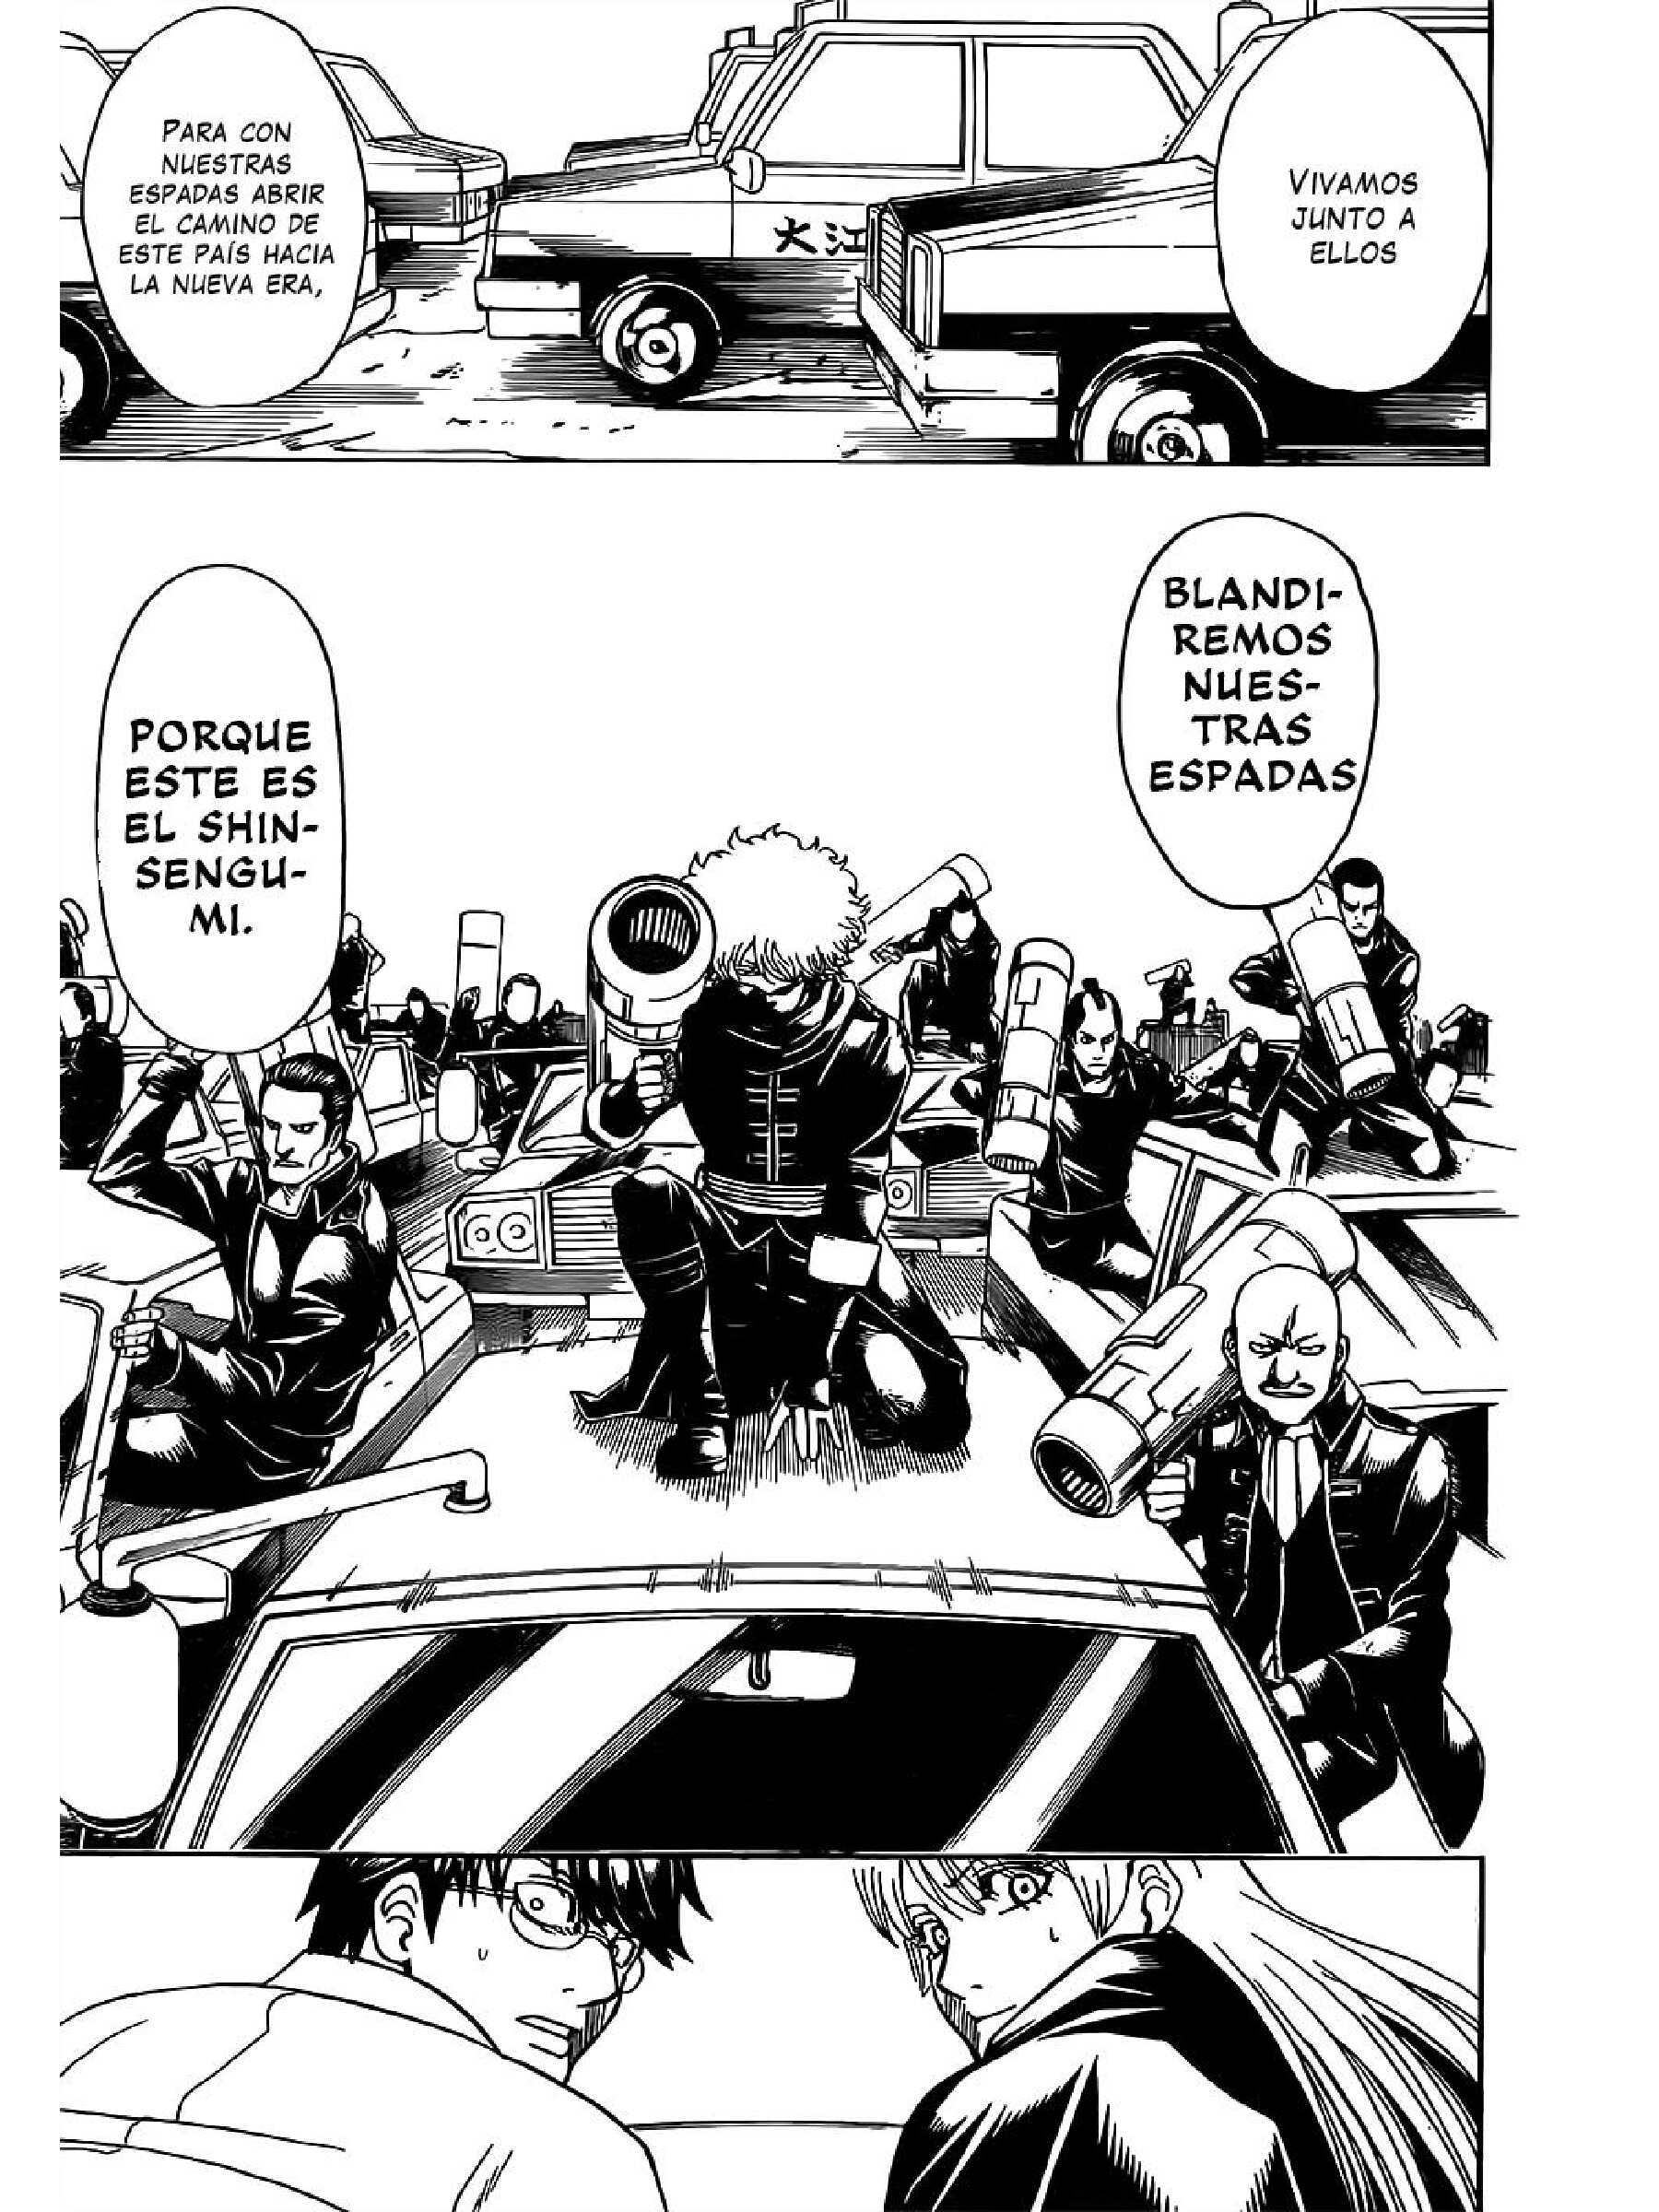 VIVAMOS
JUNTO A
ELLOS
PARA CON
NUESTRAS
ESPADAS ABRIR
EL CAMINO DE
ESTE PAÍS HACIA
LA NUEVA ERA,
大江
BLANDI-
REMOS
NUES-
TRAS
ESPADAS
PORQUE
ESTE ES
EL SHIN-
SENGU-
MI.